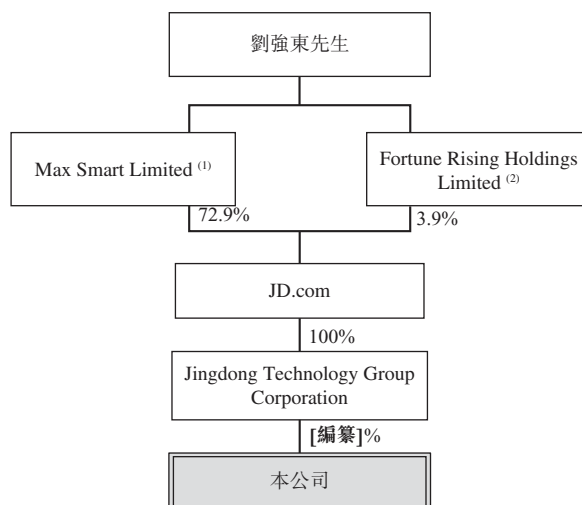 劉強東先生
Max Smart Limited (1)
Fortune Rising Holdings
Limited (2)
72.9%
3.9%
JD.com
100%
Jingdong Technology Group
Corporation
[編纂]%
本公司